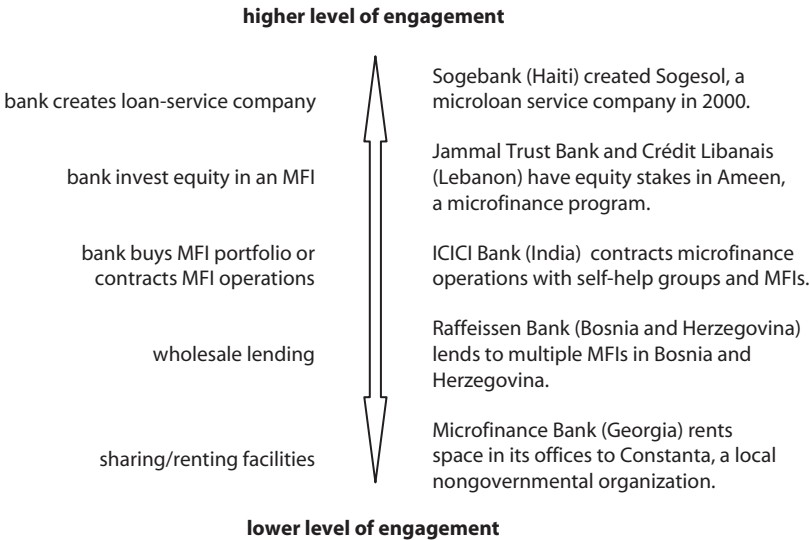 higher level of engagement
bank creates loan-service company
Sogebank (Haiti) created Sogesol, a
microloan service company in 2000.
bank invest equity in an MFI
Jammal Trust Bank and Crédit Libanais
(Lebanon) have equity stakes in Ameen,
a microfinance program.
bank buys MFI portfolio or
contracts MFI operations
ICICI Bank (India) contracts microfinance
operations with self-help groups and MFIs.
wholesale lending
Raffeissen Bank (Bosnia and Herzegovina)
lends to multiple MFIs in Bosnia and
Herzegovina.
sharing/renting facilities
Microfinance Bank (Georgia) rents
space in its offices to Constanta, a local
nongovernmental organization.
lower level of engagement